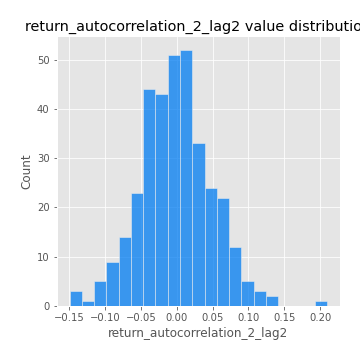 return_autocorrelation_2_lag2 value distributio
50
40
30
20
10
0
Count
−0.15 −0.10 −0.05 0.00 0.05 0.10 0.15 0.20
return_autocorrelation_2_lag2